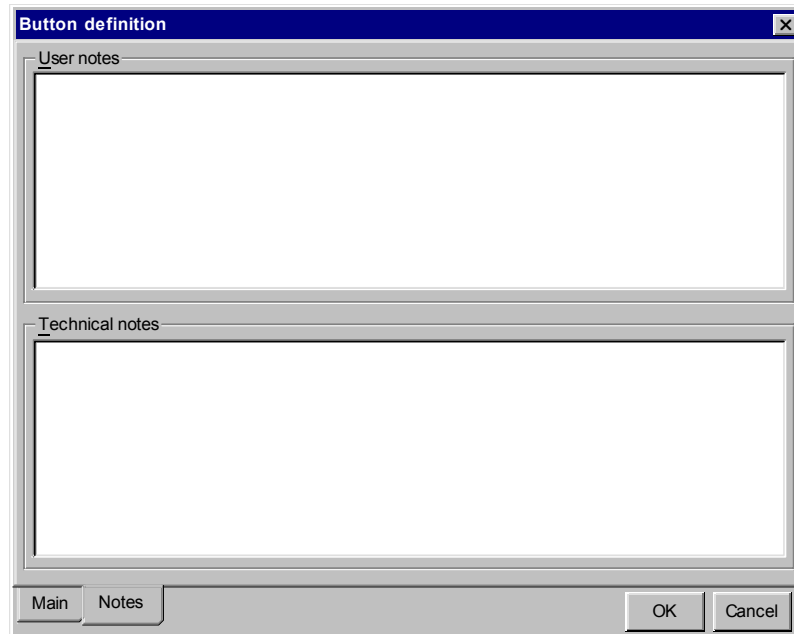 Button definition
User notes
Technical notes
Main
Notes
OK
Cancel